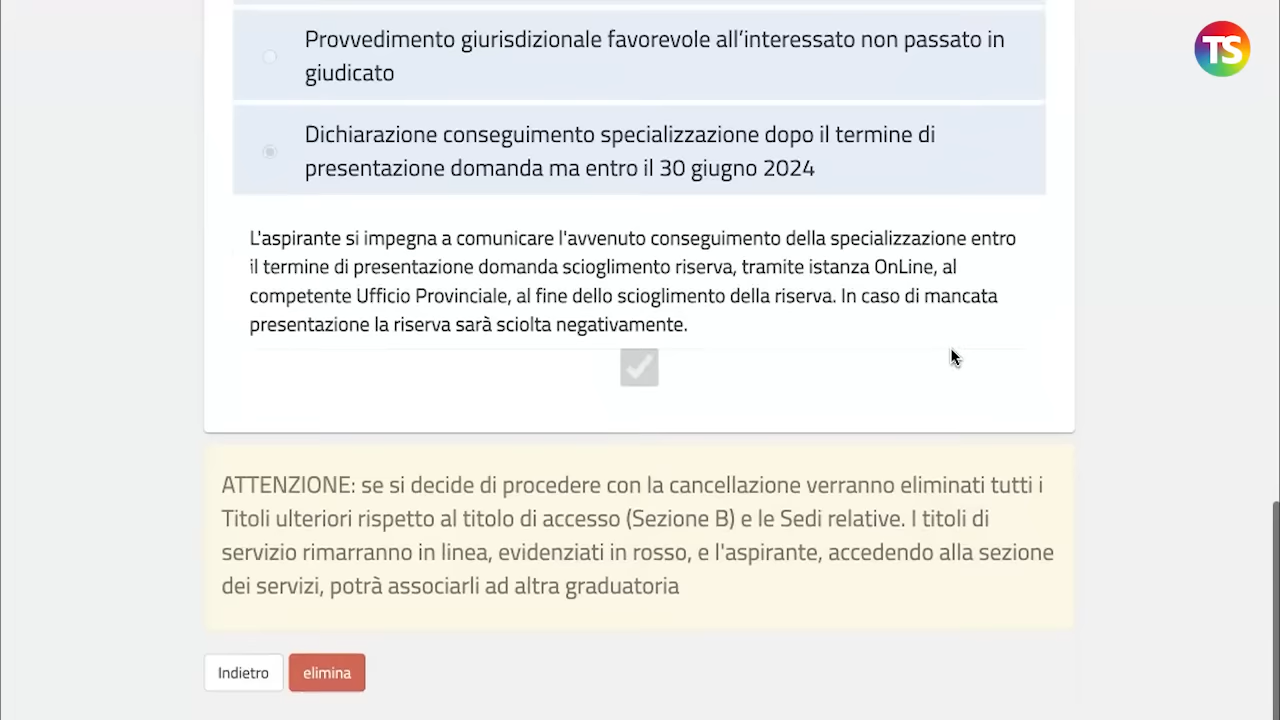 TS
Provvedimento giurisdizionale favorevole all’interessato non passato in
giudicato
Dichiarazione conseguimento specializzazione dopo il termine di
presentazione domanda ma entro il 30 giugno 2024
L'aspirante si impegna a comunicare l'avvenuto conseguimento della specializzazione entro
il termine di presentazione domanda scioglimento riserva, tramite istanza OnLine, al
competente Ufficio Provinciale, al fine dello scioglimento della riserva. In caso di mancata
presentazione la riserva sarà sciolta negativamente.
ATTENZIONE: se si decide di procedere con la cancellazione verranno eliminati tutti i
Titoli ulteriori rispetto al titolo di accesso (Sezione B) e le Sedi relative. I titoli di
servizio rimarranno in linea, evidenziati in rosso, e l'aspirante, accedendo alla sezione
dei servizi, potrà associarli ad altra graduatoria
Indietro
elimina